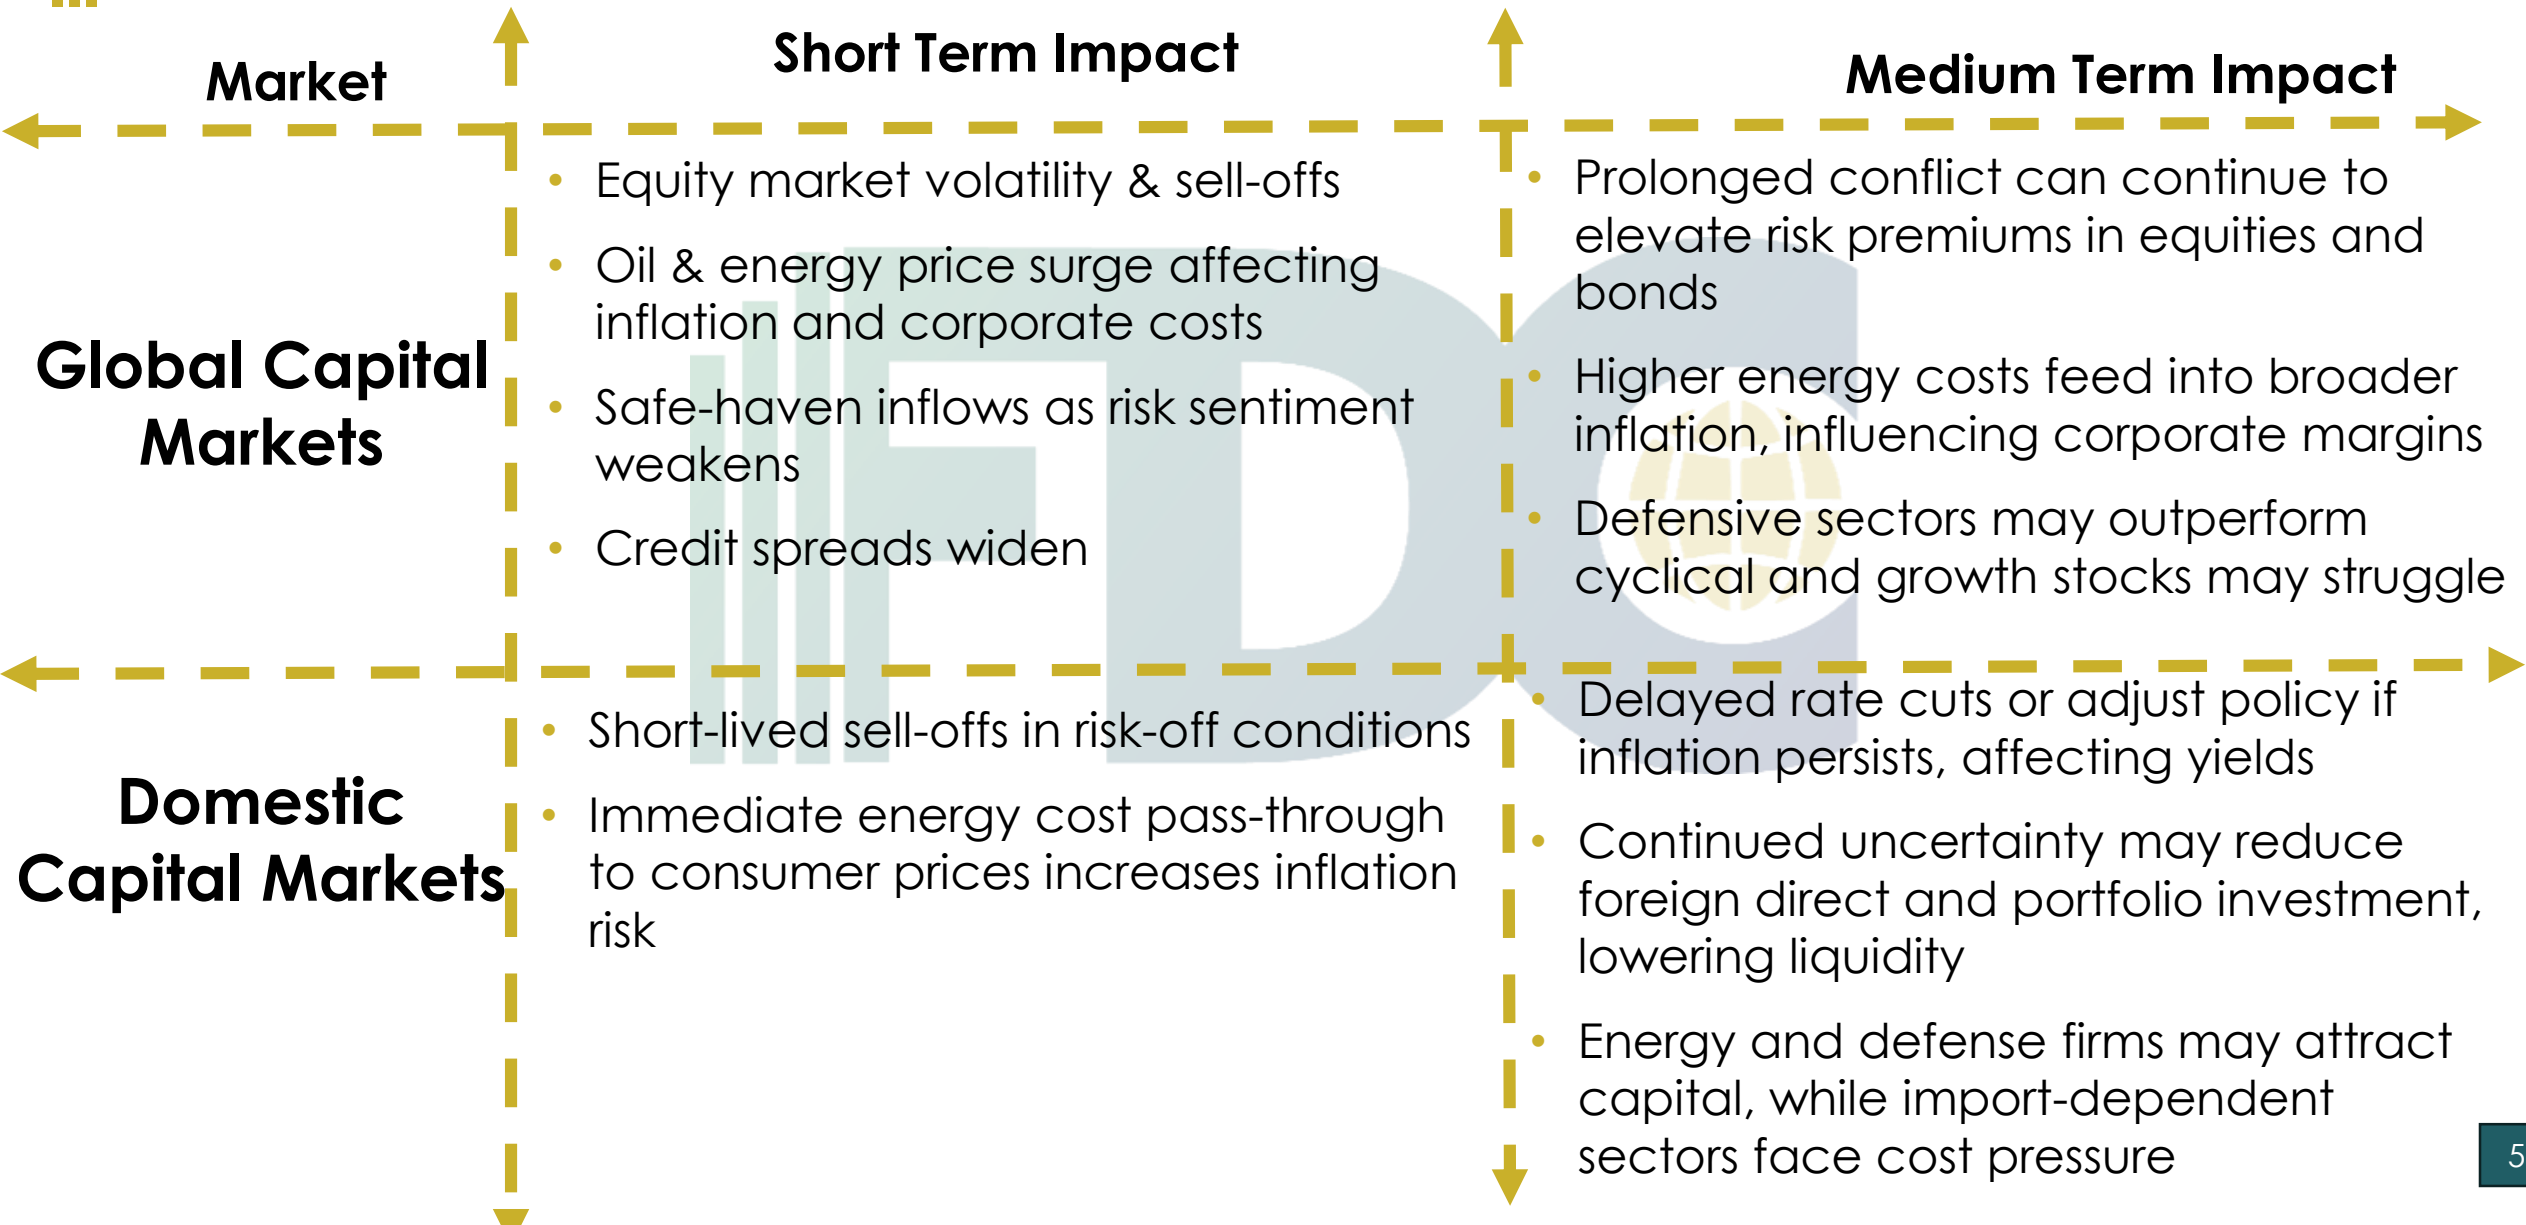 Market
Short Term Impact
Medium Term Impact
Global Capital
Markets
• Equity market volatility & sell-offs
• Oil & energy price surge affecting
inflation and corporate costs
• Safe-haven inflows as risk sentiment
weakens
• Credit spreads widen
• Prolonged conflict can continue to
elevate risk premiums in equities and
bonds
• Higher energy costs feed into broader
inflation, influencing corporate margins
• Defensive sectors may outperform
cyclical and growth stocks may struggle
Domestic
Capital Markets
• Short-lived sell-offs in risk-off conditions
• Immediate energy cost pass-through
to consumer prices increases inflation
risk
• Delayed rate cuts or adjust policy if
inflation persists, affecting yields
• Continued uncertainty may reduce
foreign direct and portfolio investment,
lowering liquidity
• Energy and defense firms may attract
capital, while import-dependent
sectors face cost pressure
FDC
5